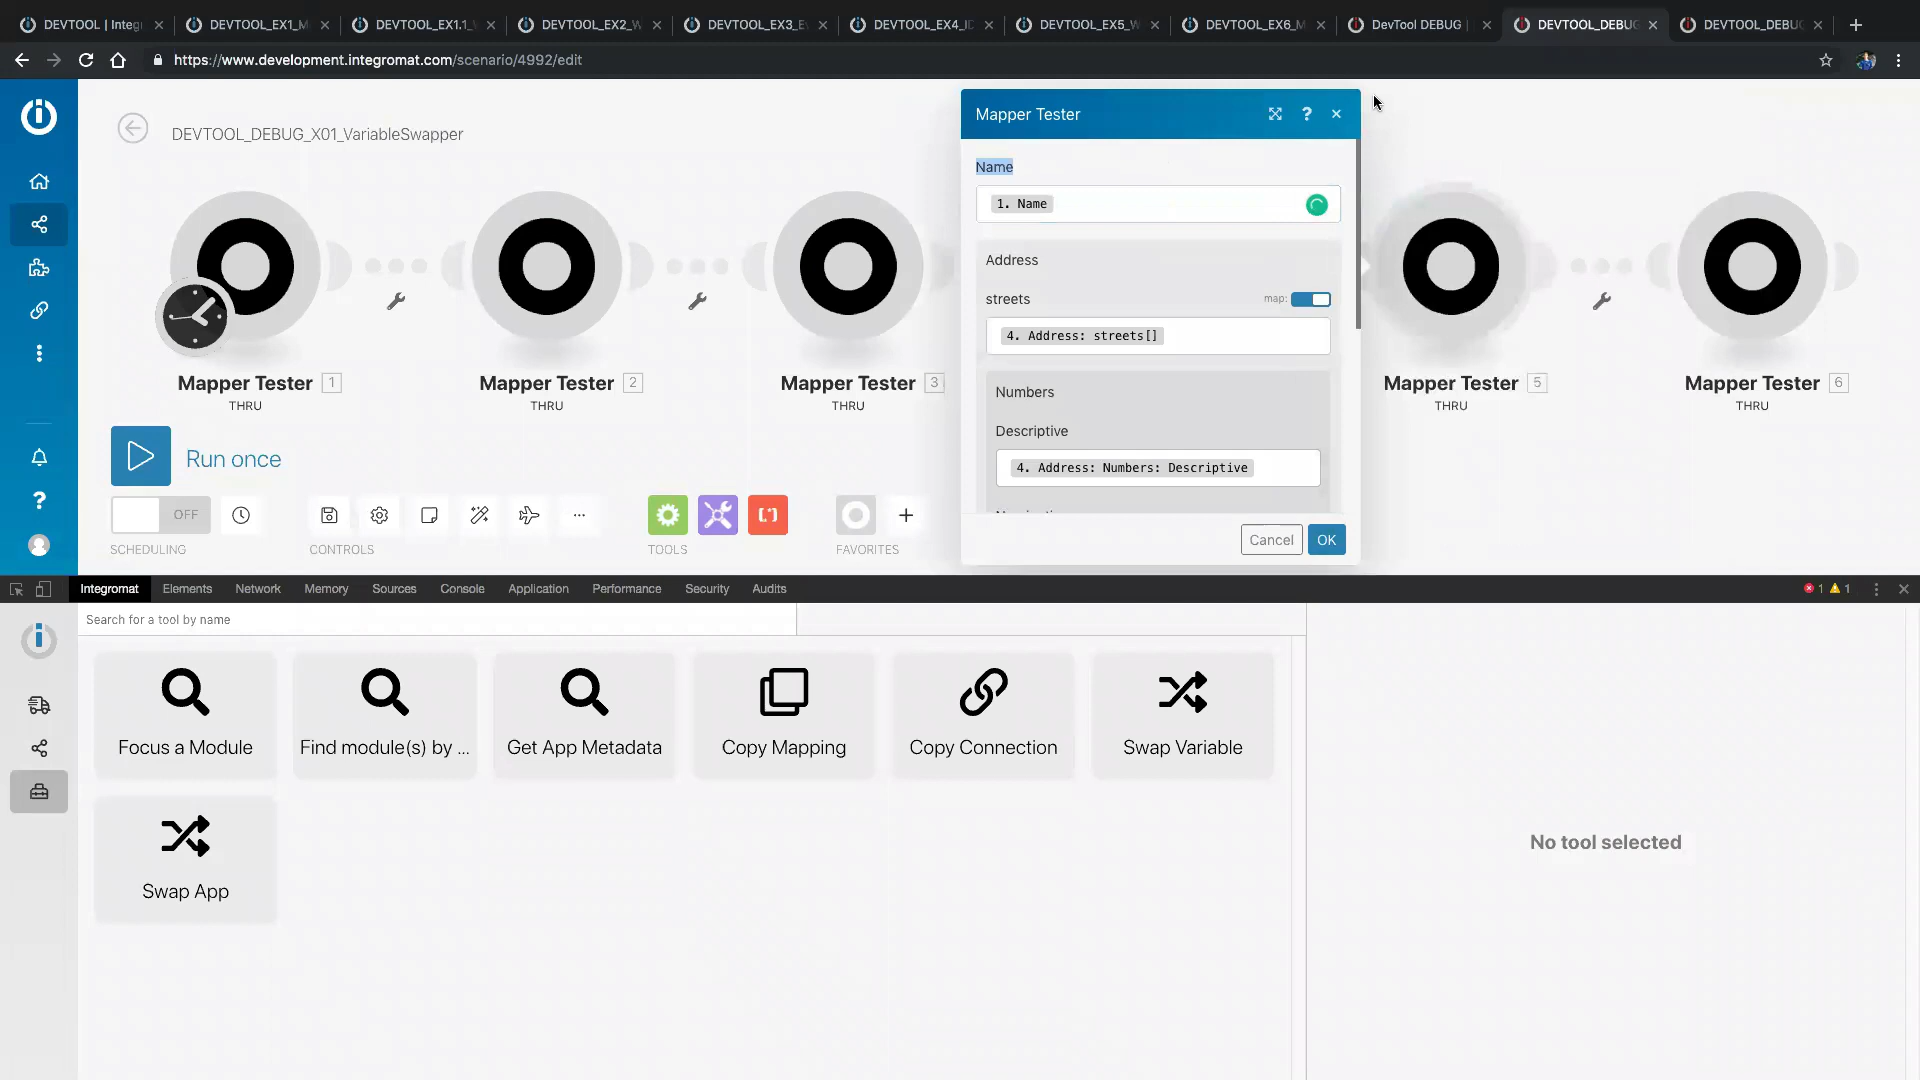 DEVTOOL | Integ
DEVTOOL_EX1_M
DEVTOOL_EX1.1_
DEVTOOL_EX2_W
DEVTOOL_EX3_E
DEVTOOL_EX4_ID
DEVTOOL_EX5_W
DEVTOOL_EX6_M
DevTool DEBUG |
DEVTOOL_DEBUG
DEVTOOL_DEBUG
https://www.development.integromat.com/scenario/4992/edit
DEVTOOL_DEBUG_X01_VariableSwapper
Mapper Tester
Name
1. Name
Address
streets
map:
4. Address: streets[]
Numbers
Descriptive
4. Address: Numbers: Descriptive
Cancel
OK
Mapper Tester 1
THRU
Mapper Tester 2
THRU
Mapper Tester 3
THRU
Mapper Tester 5
THRU
Mapper Tester 6
THRU
Run once
OFF
SCHEDULING
CONTROLS
TOOLS
FAVORITES
Integromat
Elements
Network
Memory
Sources
Console
Application
Performance
Security
Audits
1
1
Search for a tool by name
Focus a Module
Find module(s) by ...
Get App Metadata
Copy Mapping
Copy Connection
Swap Variable
Swap App
No tool selected